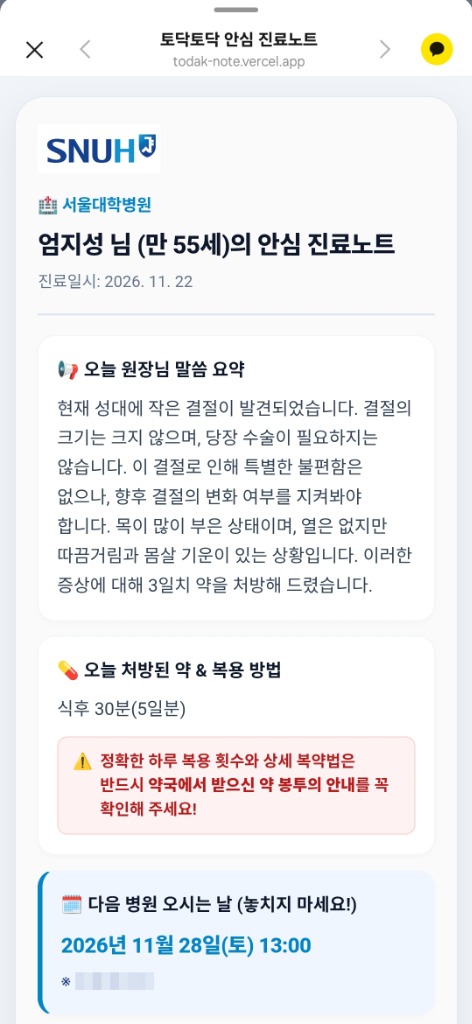 토닥토닥 안심 진료노트
todak-note.vercel.app
SNUH
서울대학병원
엄지성 님 (만 55세)의 안심 진료노트
진료일시: 2026. 11. 22
오늘 원장님 말씀 요약
현재 성대에 작은 결절이 발견되었습니다. 결절의
크기는 크지 않으며, 당장 수술이 필요하지는
않습니다. 이 결절로 인해 특별한 불편함은
없으나, 향후 결절의 변화 여부를 지켜봐야
합니다. 목이 많이 부은 상태이며, 열은 없지만
따끔거림과 몸살 기운이 있는 상황입니다. 이러한
증상에 대해 3일치 약을 처방해 드렸습니다.
오늘 처방된 약 & 복용 방법
식후 30분(5일분)
정확한 하루 복용 횟수와 상세 복약법은
반드시 약국에서 받으신 약 봉투의 안내를 꼭
확인해 주세요!
다음 병원 오시는 날 (놓치지 마세요!)
2026년 11월 28일(토) 13:00
※